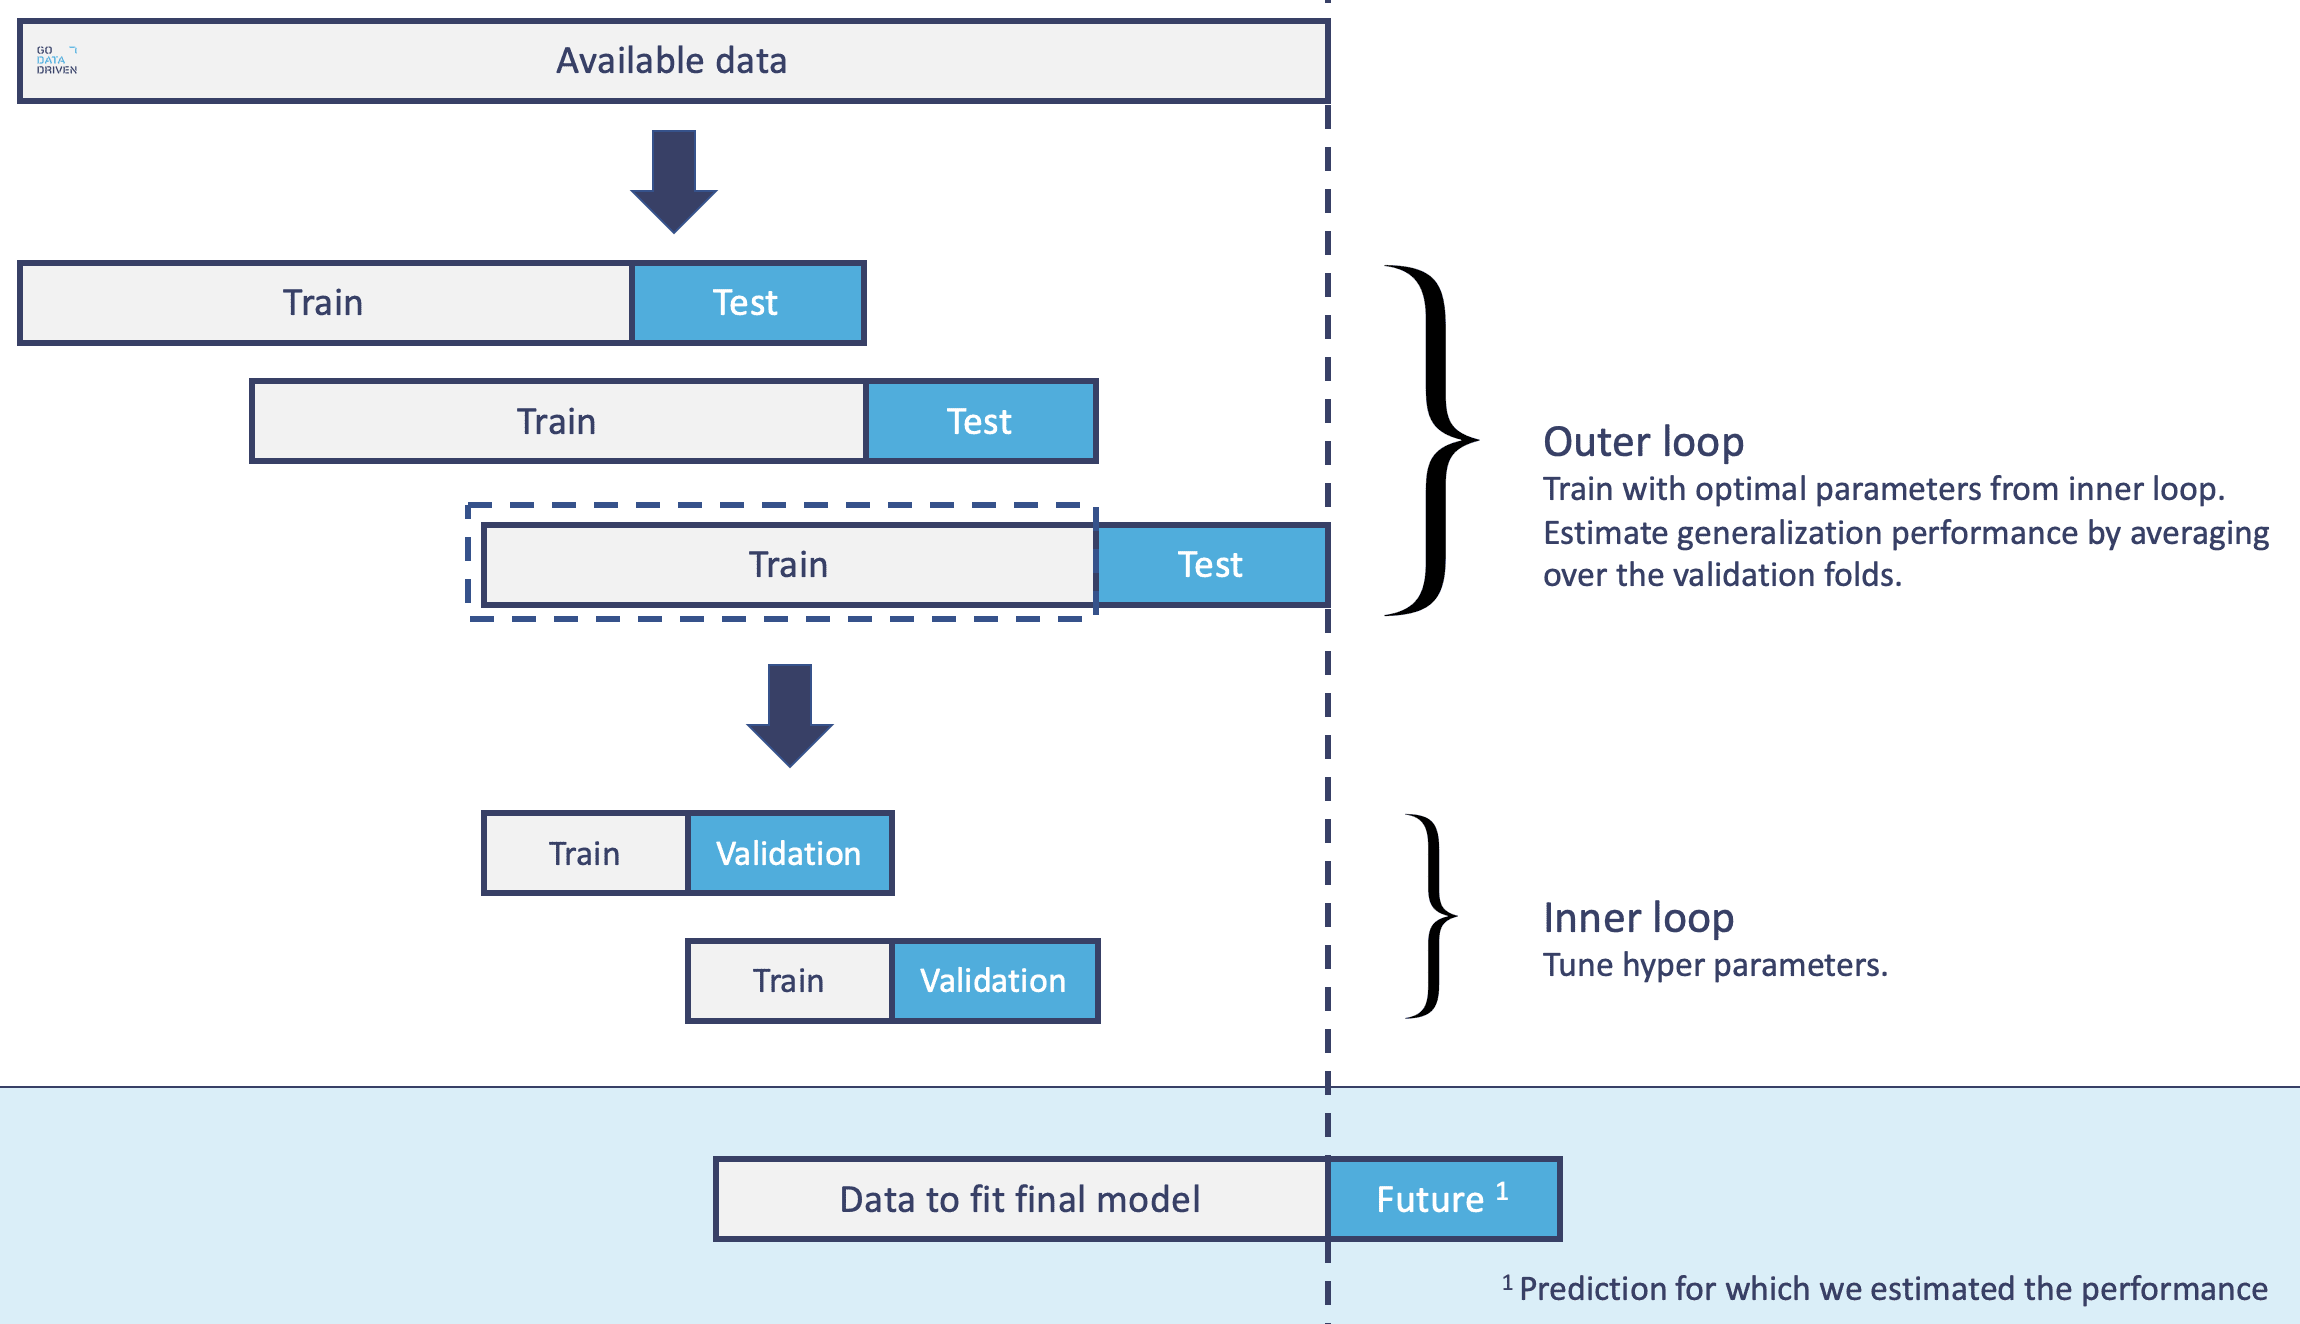 GO
DATA
DRIVEN
Available data
Train
Test
Train
Test
Train
Test
Outer loop
Train with optimal parameters from inner loop.
Estimate generalization performance by averaging
over the validation folds.
Train
Validation
Train
Validation
Inner loop
Tune hyper parameters.
Data to fit final model
Future ¹
¹ Prediction for which we estimated the performance